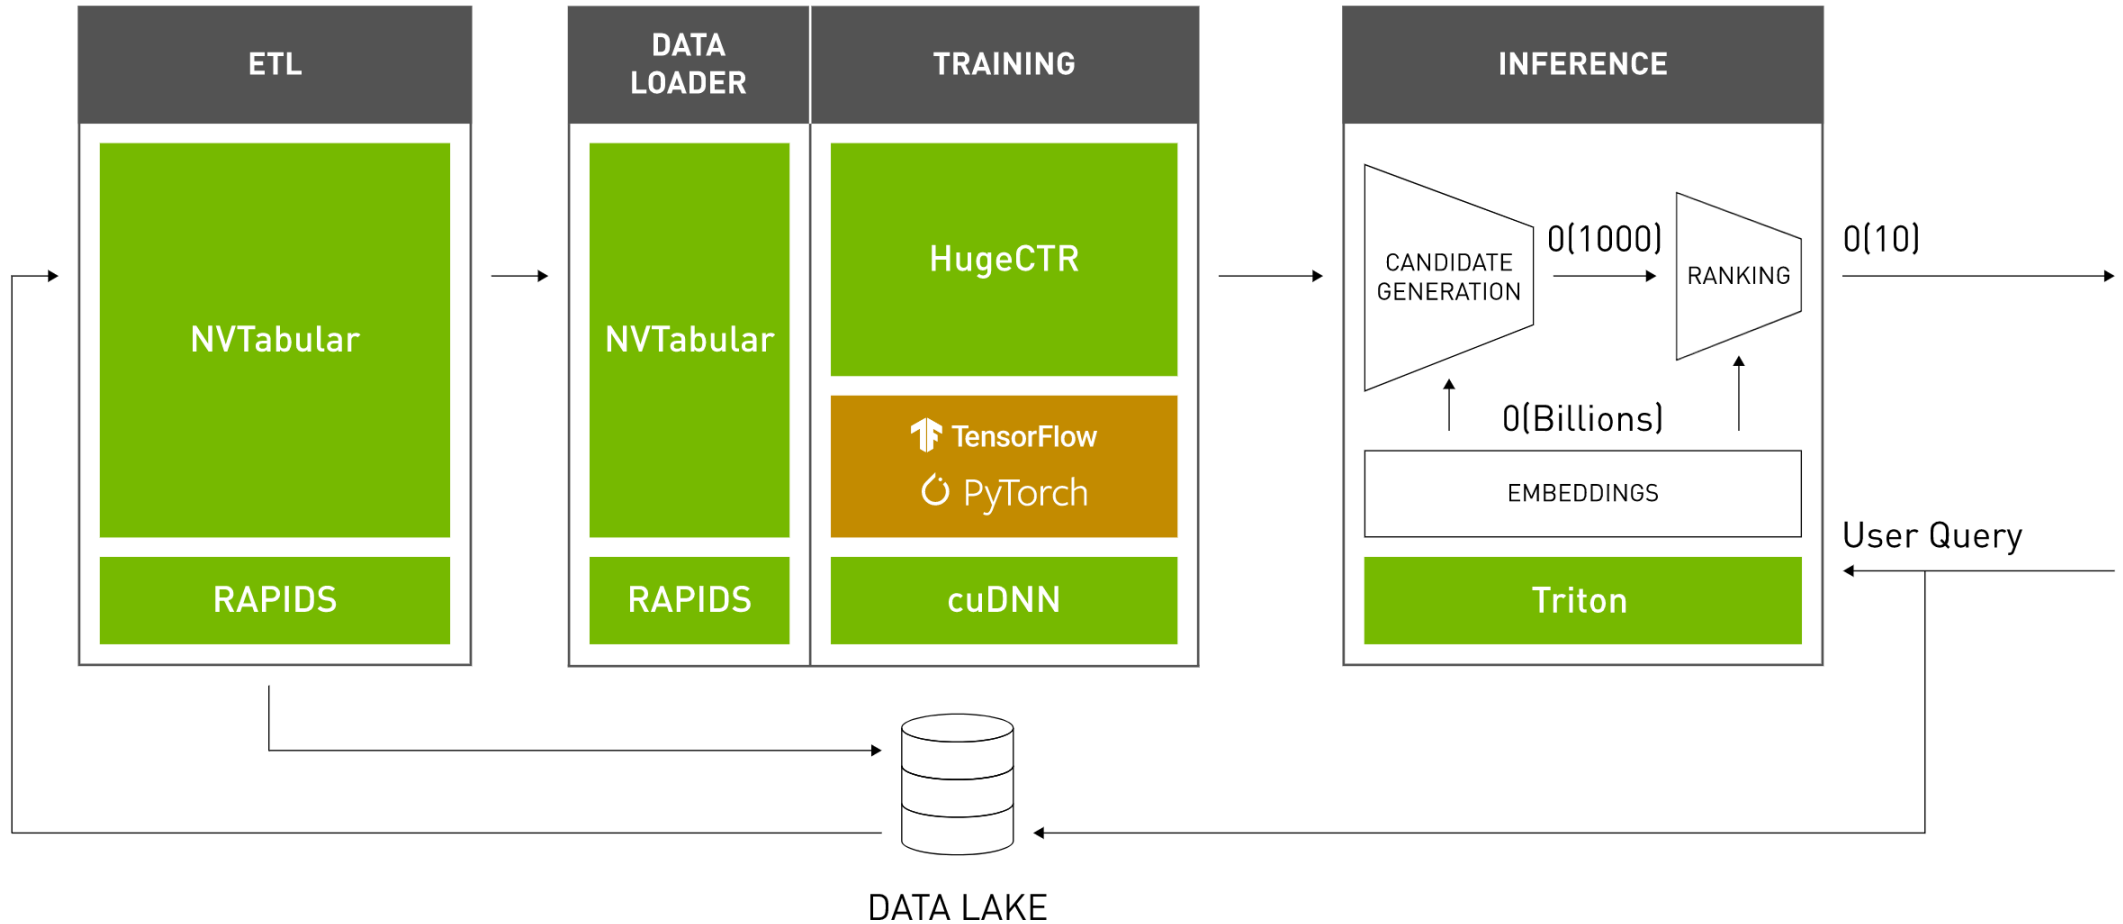 ETL
NVTabular
RAPIDS
DATA
LOADER
NVTabular
RAPIDS
TRAINING
HugeCTR
TensorFlow
PyTorch
cuDNN
INFERENCE
CANDIDATE
GENERATION
0(1000)
RANKING
0(10)
0(Billions)
EMBEDDINGS
Triton
User Query
DATA LAKE